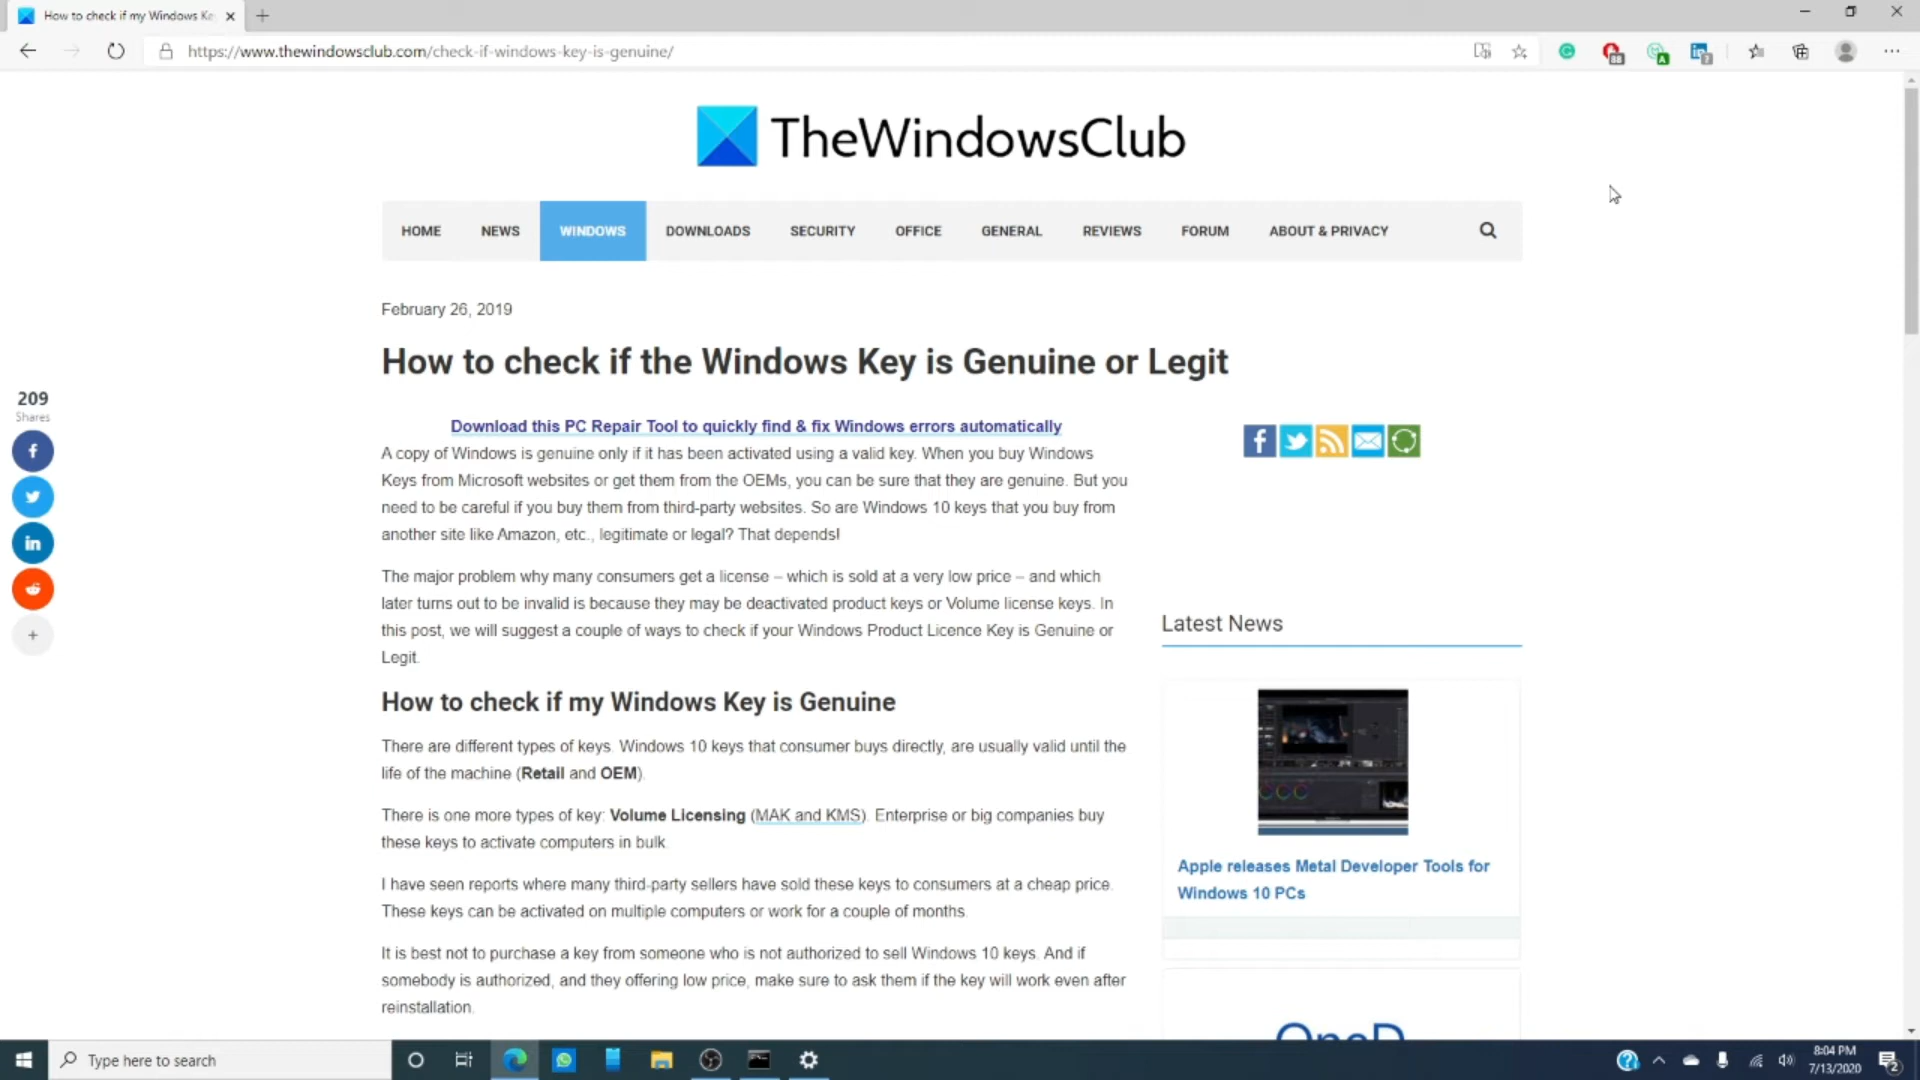 How to check if my Windows Ke
https://www.thewindowsclub.com/check-if-windows-key-is-genuine/
TheWindowsClub
HOME NEWS WINDOWS DOWNLOADS SECURITY OFFICE GENERAL REVIEWS FORUM ABOUT & PRIVACY
February 26, 2019
How to check if the Windows Key is Genuine or Legit
209
Shares
Download this PC Repair Tool to quickly find & fix Windows errors automatically
A copy of Windows is genuine only if it has been activated using a valid key. When you buy Windows
Keys from Microsoft websites or get them from the OEMs, you can be sure that they are genuine. But you
need to be careful if you buy them from third-party websites. So are Windows 10 keys that you buy from
another site like Amazon, etc., legitimate or legal? That depends!
The major problem why many consumers get a license – which is sold at a very low price – and which
later turns out to be invalid is because they may be deactivated product keys or Volume license keys. In
this post, we will suggest a couple of ways to check if your Windows Product Licence Key is Genuine or
Legit.
How to check if my Windows Key is Genuine
There are different types of keys. Windows 10 keys that consumer buys directly, are usually valid until the
life of the machine (Retail and OEM).
There is one more types of key: Volume Licensing (MAK and KMS). Enterprise or big companies buy
these keys to activate computers in bulk.
I have seen reports where many third-party sellers have sold these keys to consumers at a cheap price.
These keys can be activated on multiple computers or work for a couple of months.
It is best not to purchase a key from someone who is not authorized to sell Windows 10 keys. And if
somebody is authorized, and they offering low price, make sure to ask them if the key will work even after
reinstallation.
Latest News
Apple releases Metal Developer Tools for
Windows 10 PCs
OneD
Type here to search
8:04 PM
7/13/2020
2